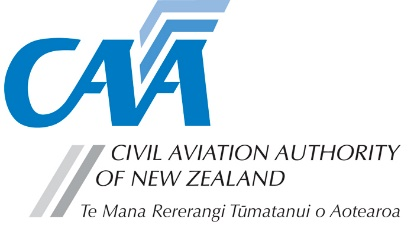 CAA
CIVIL AVIATION AUTHORITY
OF NEW ZEALAND
Te Mana Rererangi Tūmatanui o Aotearoa